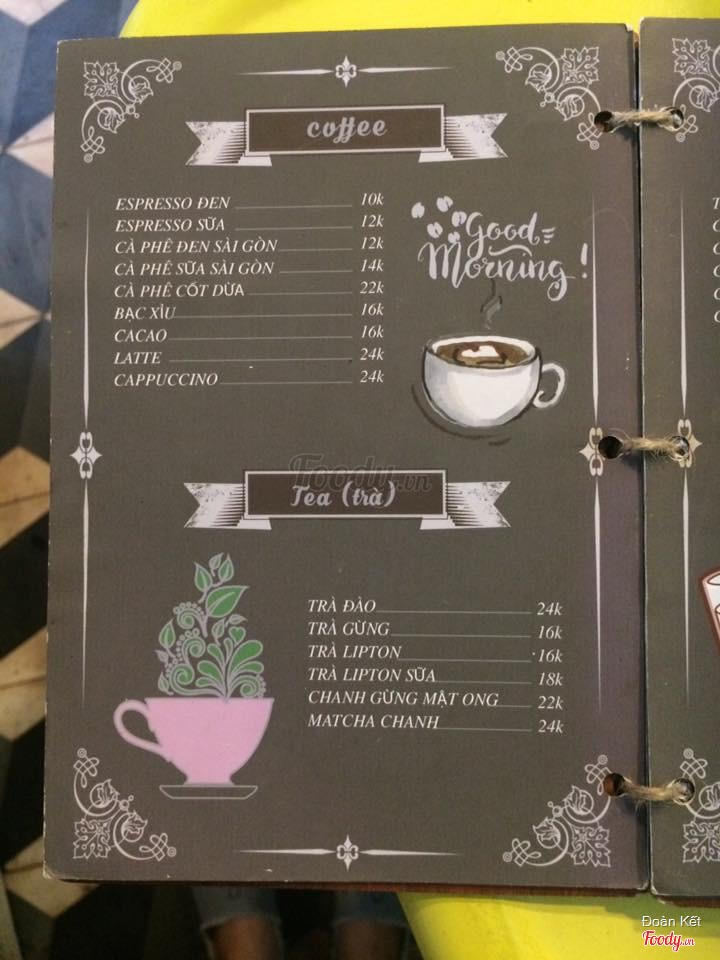 coffee
ESPRESSO ĐEN 10k
ESPRESSO SỮA 12k
CÀ PHÊ ĐEN SÀI GÒN 12k
CÀ PHÊ SỮA SÀI GÒN 14k
CÀ PHÊ CỐT DỪA 22k
BẠC XÌU 16k
CACAO 16k
LATTE 24k
CAPPUCCINO 24k
Good
Morning!
Foody.vn
Tea (trà)
TRÀ ĐÀO 24k
TRÀ GỪNG 16k
TRÀ LIPTON 16k
TRÀ LIPTON SỮA 18k
CHANH GỪNG MẬT ONG 22k
MATCHA CHANH 24k
Đoàn Kết
Foody.vn